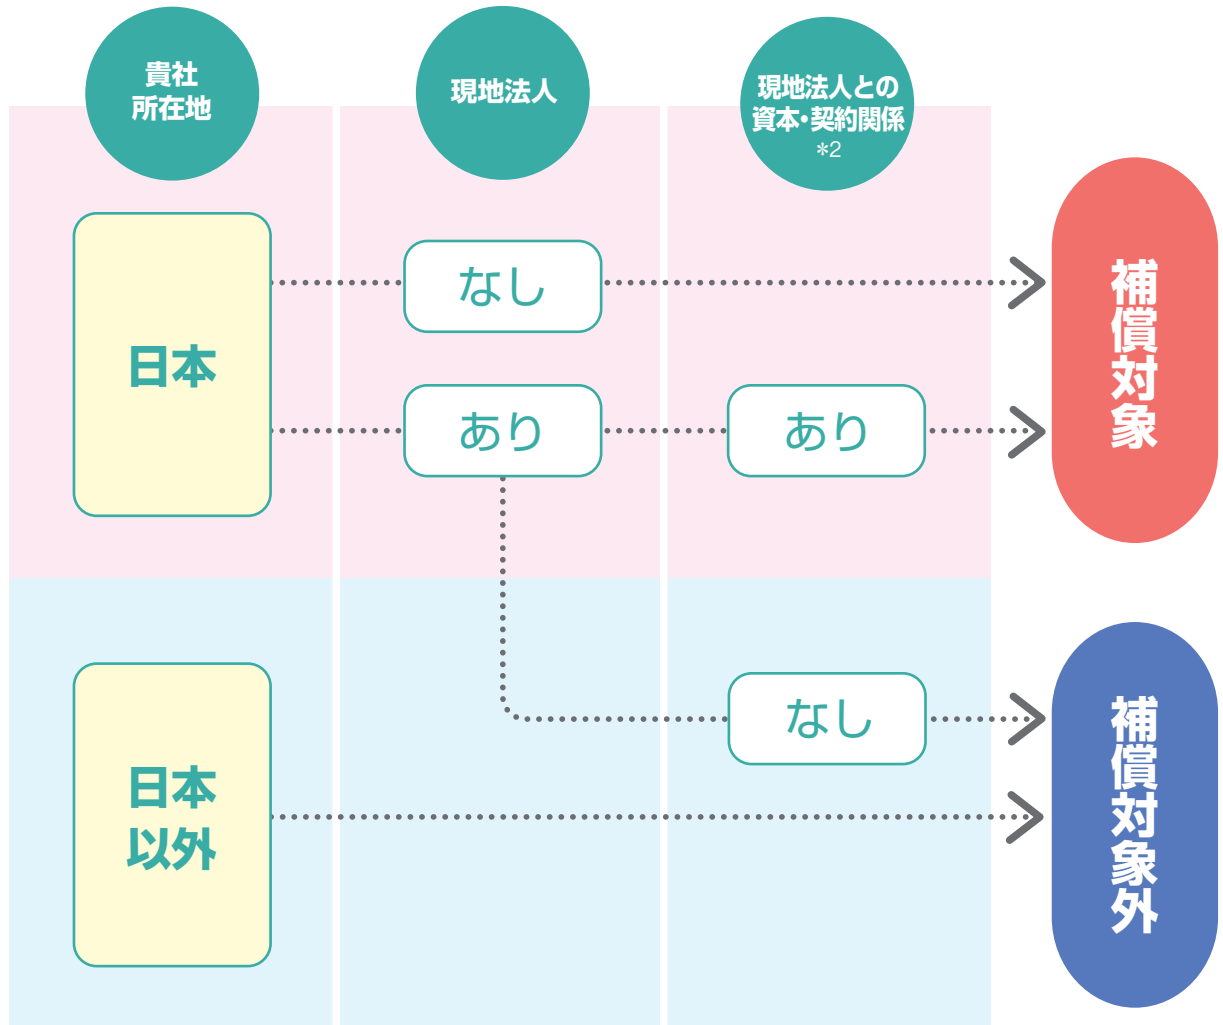 貴社
所在地
現地法人
現地法人との
資本・契約関係
*2
日本
なし
あり
あり
補償対象
日本
以外
なし
補償対象外